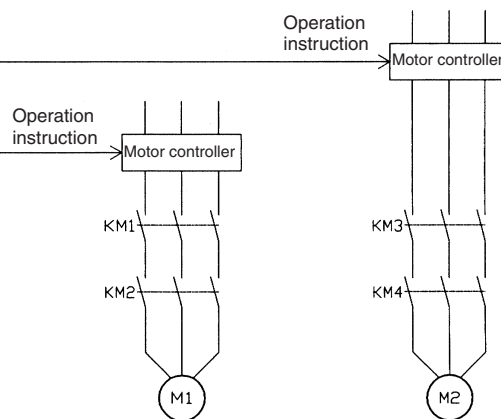 Operation
instruction
Motor controller
Operation
instruction
Motor controller
KM1
KM3
KM2
KM4
M1
M2